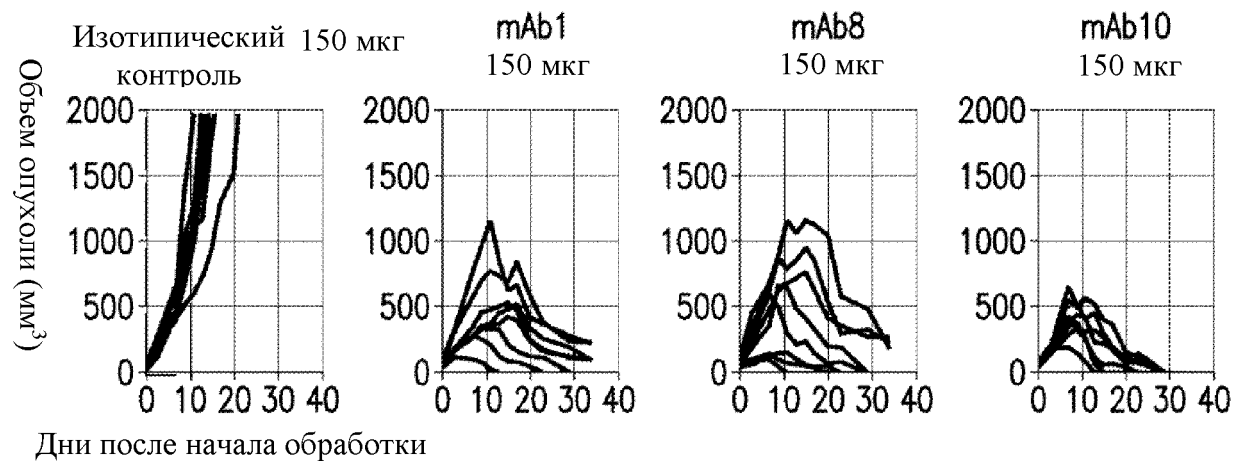 Изотипический 150 мкг
контроль
mAb1
150 мкг
mAb8
150 мкг
mAb10
150 мкг
Объем опухоли (мм³)
2000
1500
1000
500
0
0 10 20 30 40
2000
1500
1000
500
0
0 10 20 30 40
2000
1500
1000
500
0
0 10 20 30 40
2000
1500
1000
500
0
0 10 20 30 40
Дни после начала обработки